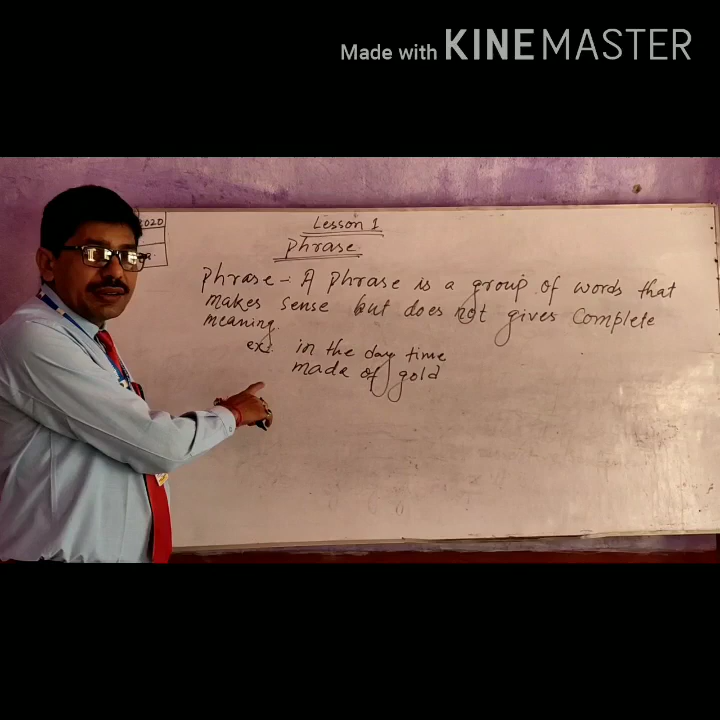 Made with KINEMASTER
2020
Lesson 1
Phrase
Phrase - A phrase is a group of words that
makes sense but does not gives complete
meaning.
ex: in the day time
made of gold